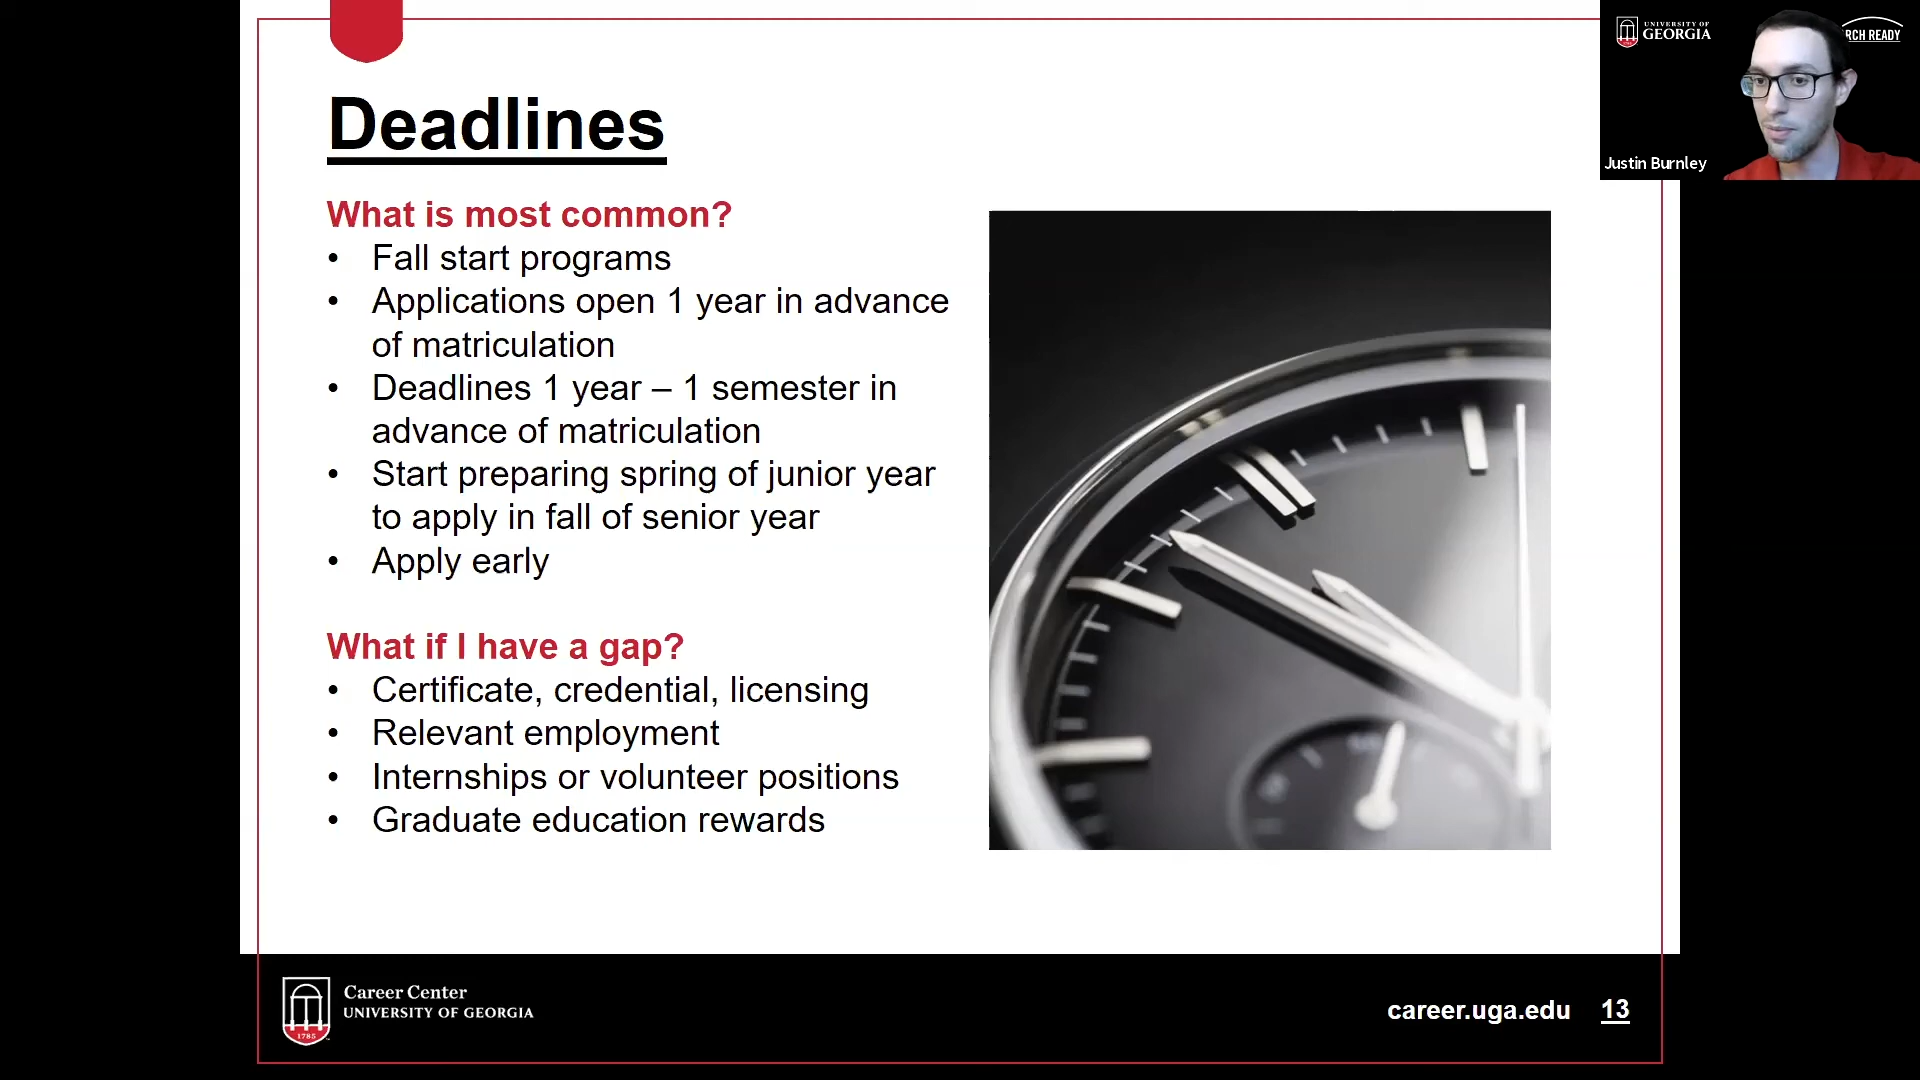 Deadlines
What is most common?
• Fall start programs
• Applications open 1 year in advance
of matriculation
• Deadlines 1 year – 1 semester in
advance of matriculation
• Start preparing spring of junior year
to apply in fall of senior year
• Apply early
What if I have a gap?
• Certificate, credential, licensing
• Relevant employment
• Internships or volunteer positions
• Graduate education rewards
UNIVERSITY OF
GEORGIA
RCH READY
Justin Burnley
1785
Career Center
UNIVERSITY OF GEORGIA
career.uga.edu 13